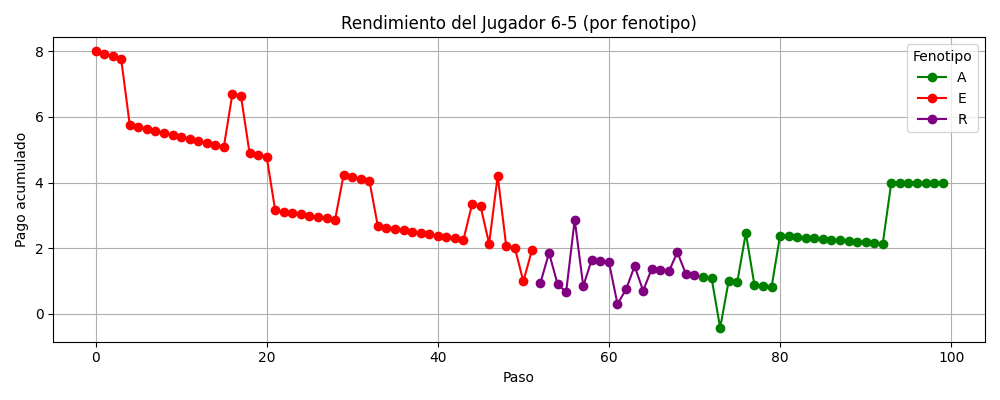 Rendimiento del Jugador 6-5 (por fenotipo)
Pago acumulado
8
6
4
2
0
0 20 40 60 80 100
Paso
Fenotipo
A
E
R